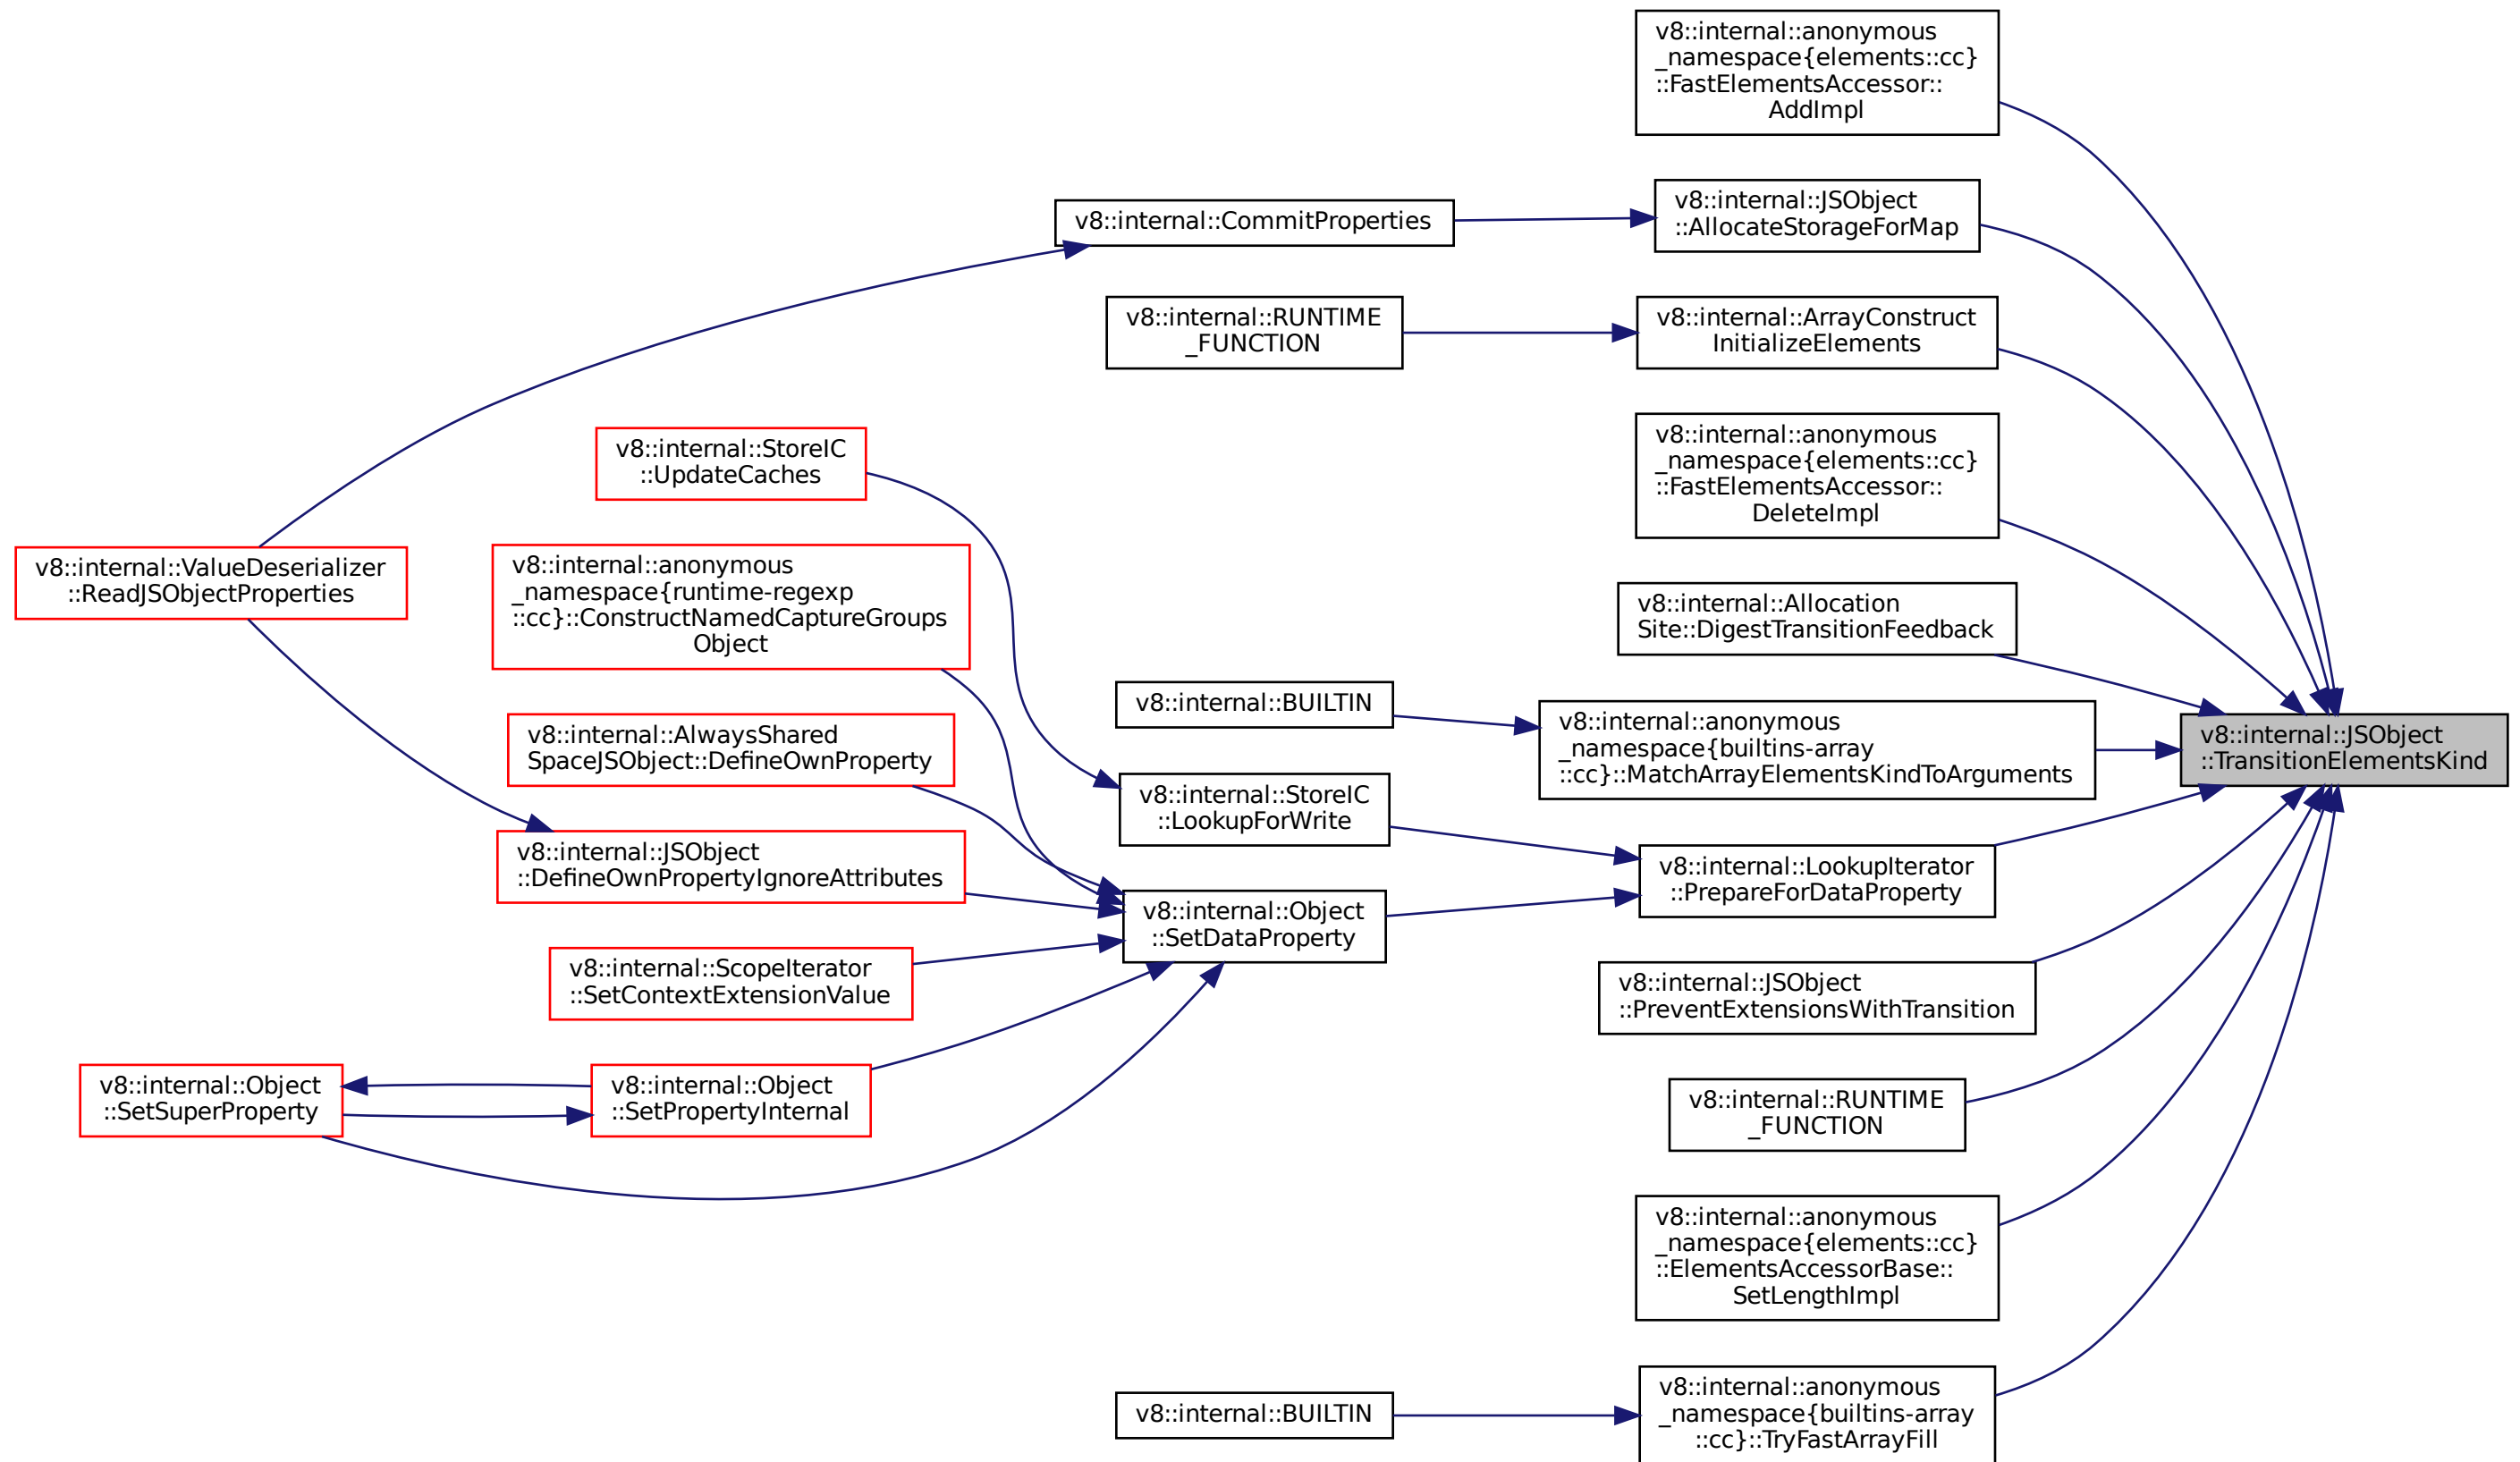 v8::internal::anonymous
_namespace{elements::cc}
::FastElementsAccessor::
AddImpl
v8::internal::JSObject
::AllocateStorageForMap
v8::internal::CommitProperties
v8::internal::ArrayConstruct
InitializeElements
v8::internal::RUNTIME
_FUNCTION
v8::internal::anonymous
_namespace{elements::cc}
::FastElementsAccessor::
DeleteImpl
v8::internal::StoreIC
::UpdateCaches
v8::internal::ValueDeserializer
::ReadJSObjectProperties
v8::internal::anonymous
_namespace{runtime-regexp
::cc}::ConstructNamedCaptureGroups
Object
v8::internal::Allocation
Site::DigestTransitionFeedback
v8::internal::BUILTIN
v8::internal::anonymous
_namespace{builtins-array
::cc}::MatchArrayElementsKindToArguments
v8::internal::JSObject
::TransitionElementsKind
v8::internal::AlwaysShared
SpaceJSObject::DefineOwnProperty
v8::internal::StoreIC
::LookupForWrite
v8::internal::JSObject
::DefineOwnPropertyIgnoreAttributes
v8::internal::LookupIterator
::PrepareForDataProperty
v8::internal::Object
::SetDataProperty
v8::internal::ScopeIterator
::SetContextExtensionValue
v8::internal::JSObject
::PreventExtensionsWithTransition
v8::internal::Object
::SetSuperProperty
v8::internal::Object
::SetPropertyInternal
v8::internal::RUNTIME
_FUNCTION
v8::internal::anonymous
_namespace{elements::cc}
::ElementsAccessorBase::
SetLengthImpl
v8::internal::BUILTIN
v8::internal::anonymous
_namespace{builtins-array
::cc}::TryFastArrayFill